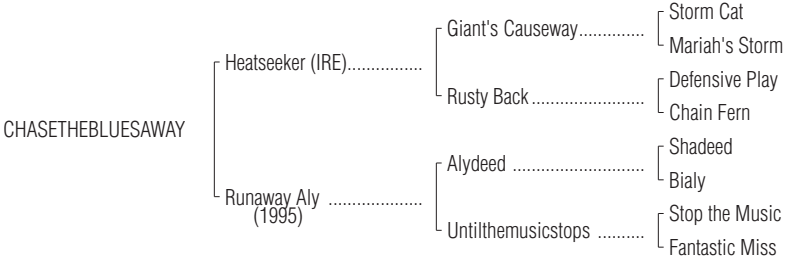 Storm Cat
Giant's Causeway..............
Mariah's Storm
Heatseeker (IRE)................
Defensive Play
Rusty Back........................
Chain Fern
CHASETHEBLUESAWAY
Shadeed
Alydeed ............................
Bialy
Runaway Aly ....................
(1995)
Stop the Music
Untilthemusicstops ..........
Fantastic Miss